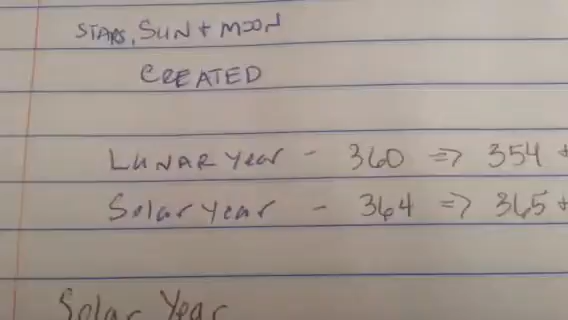 STARS, SUN + MOON
CREATED
LUNAR Year - 360 => 354 +
Solar Year - 364 => 365 +
Solar Year